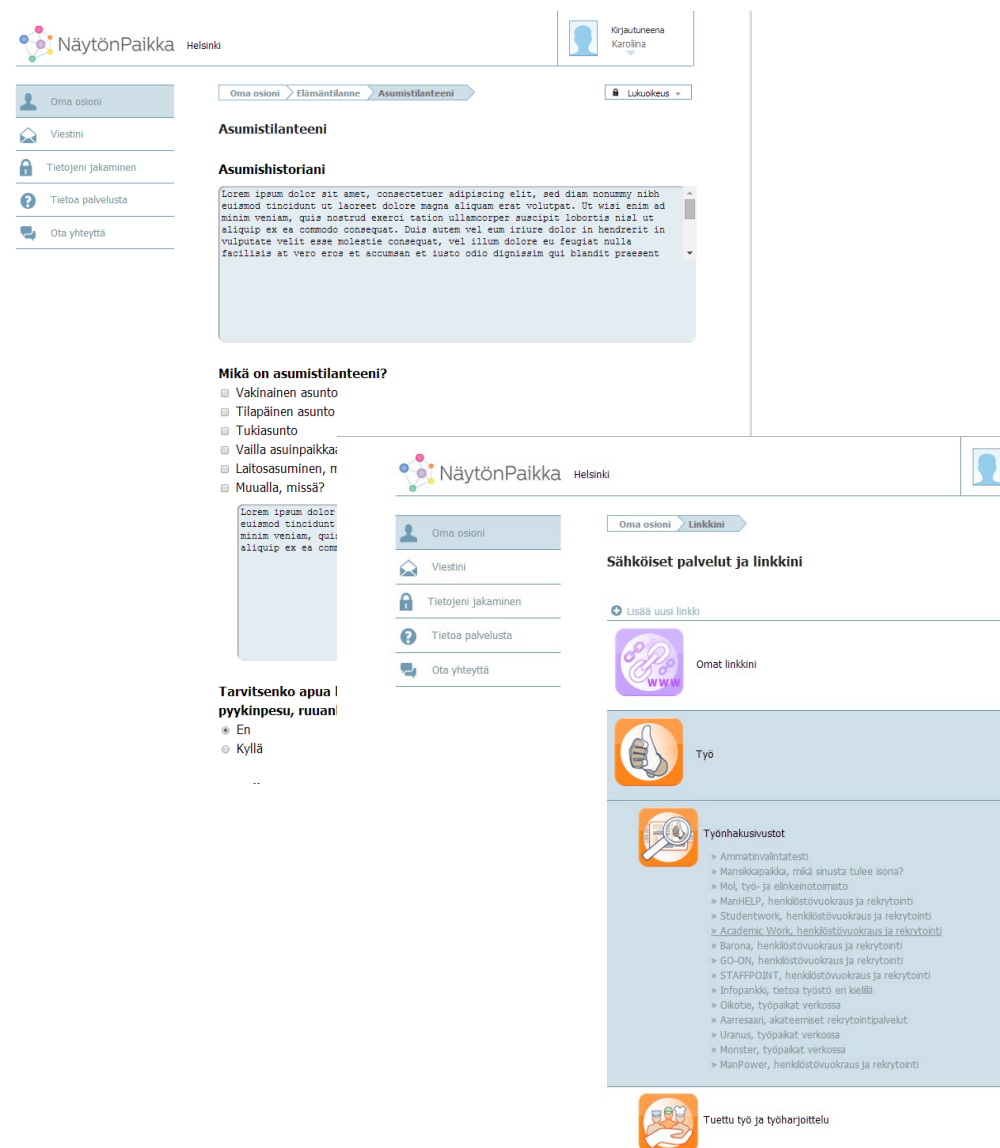 NäytönPaikka Helsinki
Kirjautuneena
Karoliina
Oma osioni
Viestini
Tietojeni jakaminen
Tietoa palvelusta
Ota yhteyttä
Oma osioni Elämäntilanne Asumistilanteeni
Lukuoikeus
Asumistilanteeni
Asumishistoriani
Lorem ipsum dolor sit amet, consectetuer adipiscing elit, sed diam nonummy nibh
euismod tincidunt ut laoreet dolore magna aliquam erat volutpat. Ut wisi enim ad
minim veniam, quis nostrud exerci tation ullamcorper suscipit lobortis nisl ut
aliquip ex ea commodo consequat. Duis autem vel eum iriure dolor in hendrerit in
vulputate velit esse molestie consequat, vel illum dolore eu feugiat nulla
facilisis at vero eros et accumsan et iusto odio dignissim qui blandit praesent
Mikä on asumistilanteeni?
Vakinainen asunto
Tilapäinen asunto
Tukiasunto
Vailla asuinpaikkaa
Laitosasuminen, m
Muualla, missä?
Lorem ipsum dolor
euismod tincidunt
minim veniam, quis
aliquip ex ea com
Tarvitsenko apua
pyykinpesu, ruuan
En
Kyllä
NäytönPaikka Helsinki
Oma osioni
Viestini
Tietojeni jakaminen
Tietoa palvelusta
Ota yhteyttä
Oma osioni Linkkini
Sähköiset palvelut ja linkkini
Lisää uusi linkki
www
Omat linkkini
Työ
Työnhakusivustot
» Ammatinvalintatesti
» Mansikkapaikka, mikä sinusta tulee isona?
» Mol, työ- ja elinkeinotoimisto
» ManHELP, henkilöstövuokraus ja rekrytointi
» Studentwork, henkilöstövuokraus ja rekrytointi
» Academic Work, henkilöstövuokraus ja rekrytointi
» Barona, henkilöstövuokraus ja rekrytointi
» GO-ON, henkilöstövuokraus ja rekrytointi
» STAFFPOINT, henkilöstövuokraus ja rekrytointi
» Infopankki, tietoa työstö eri kielillä
» Oikotie, työpaikat verkossa
» Aarresaari, akateemiset rekrytointipalvelut
» Uranus, työpaikat verkossa
» Monster, työpaikat verkossa
» ManPower, henkilöstövuokraus ja rekrytointi
Tuettu työ ja työharjoittelu